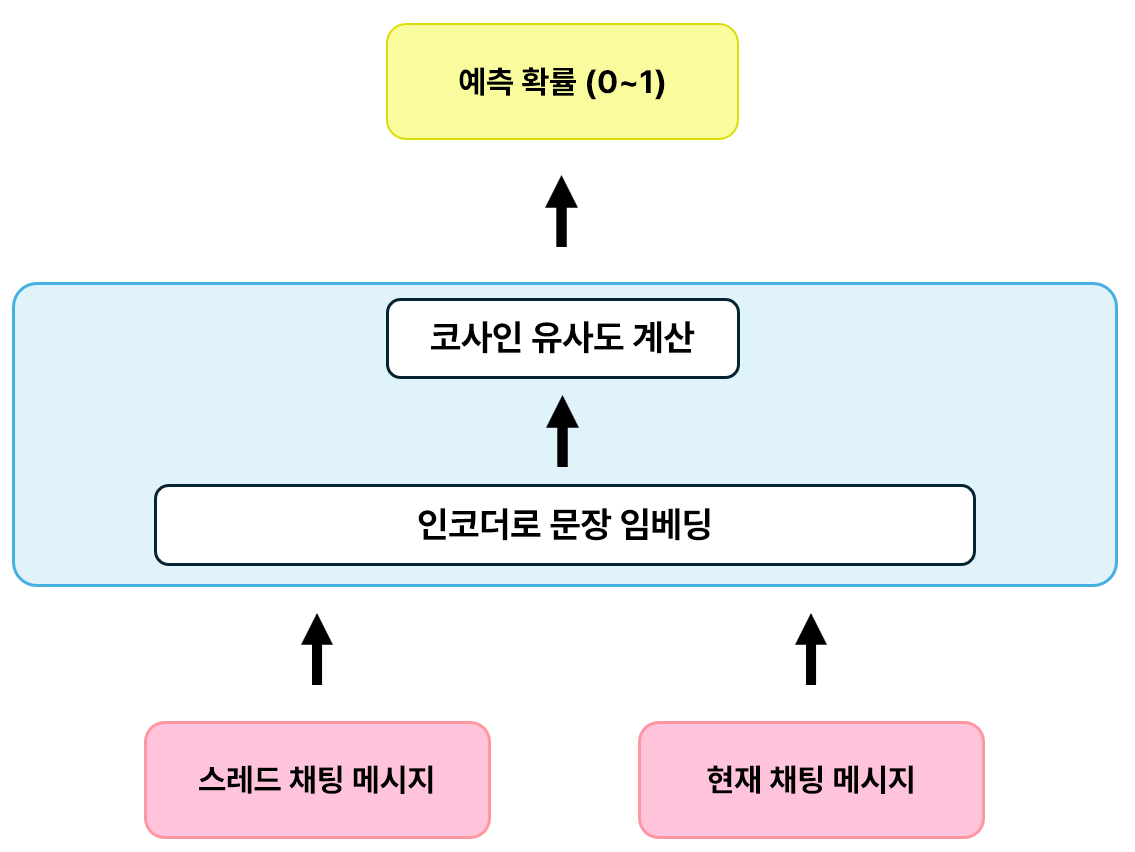 예측 확률 (0~1)
코사인 유사도 계산
인코더로 문장 임베딩
스레드 채팅 메시지
현재 채팅 메시지